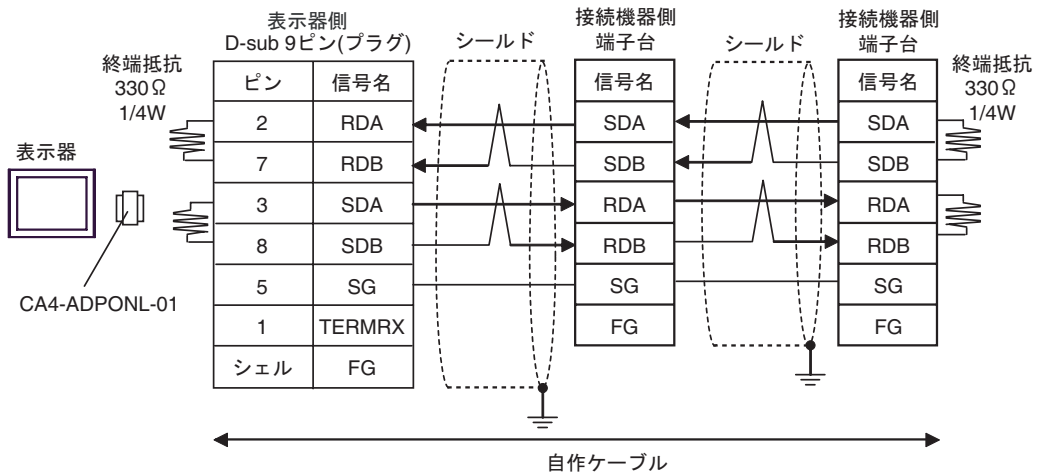 表示器側
D-sub 9ピン(プラグ)
シールド
接続機器側
端子台
シールド
接続機器側
端子台
終端抵抗
330Ω
1/4W
終端抵抗
330Ω
1/4W
ピン 信号名 信号名 信号名
2 RDA SDA SDA
7 RDB SDB SDB
3 SDA RDA RDA
8 SDB RDB RDB
5 SG SG SG
1 TERMRX FG FG
シェル FG
表示器
CA4-ADPONL-01
自作ケーブル